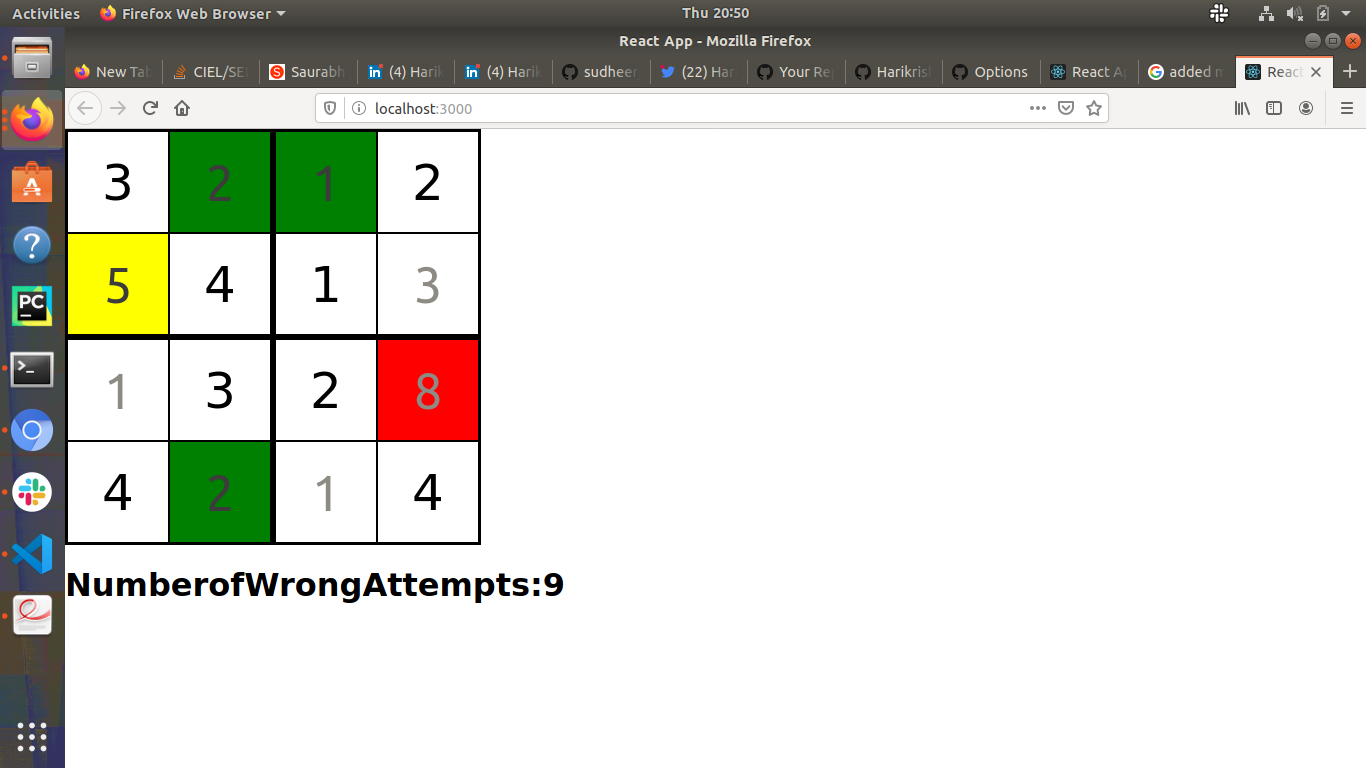 Activities Firefox Web Browser Thu 20:50
React App - Mozilla Firefox
New Tab CIEL/SE Saurabh (4) Harik (4) Harik sudheer (22) Har Your Re Harikris Options React A added m React
localhost:3000
3 2 1 2
5 4 1 3
1 3 2 8
4 2 1 4
NumberofWrongAttempts:9
PC